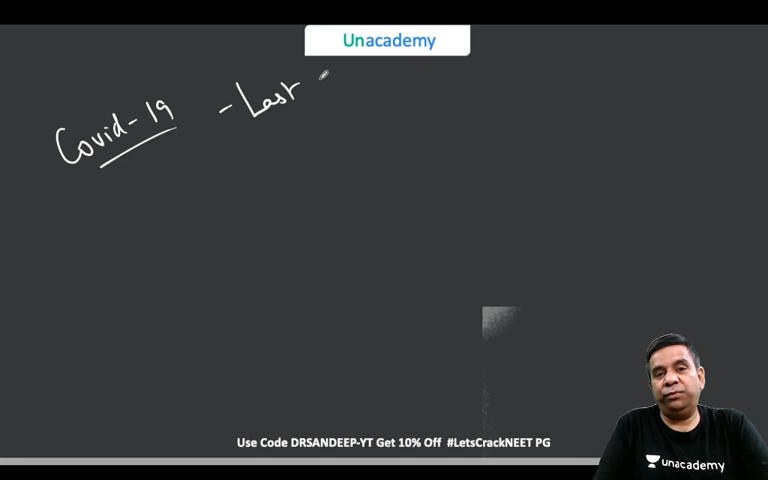 Unacademy
Covid-19 - Last
Use Code DRSANDEEP-YT Get 10% Off #LetsCrackNEET PG
unacademy